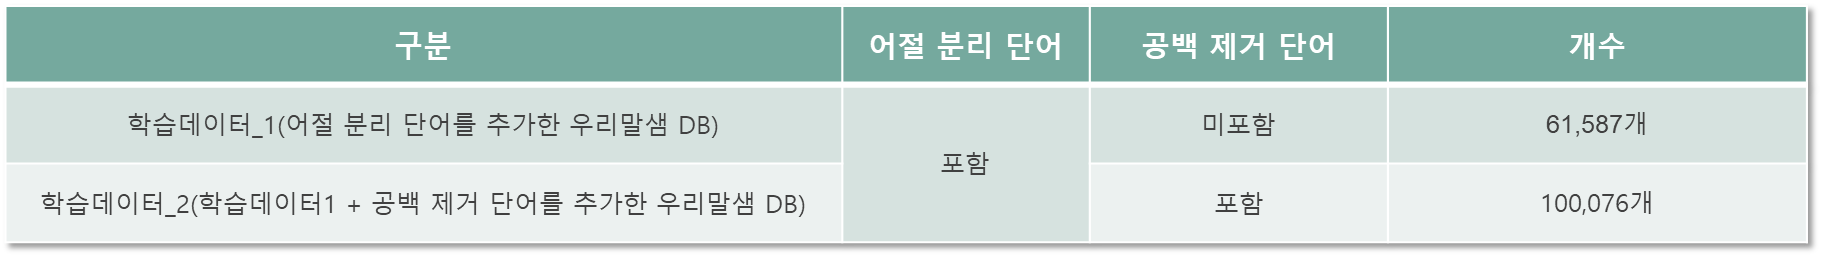 구분 어절 분리 단어 공백 제거 단어 개수
학습데이터_1(어절 분리 단어를 추가한 우리말샘 DB) 미포함 61,587개
포함
학습데이터_2(학습데이터1 + 공백 제거 단어를 추가한 우리말샘 DB) 포함 100,076개